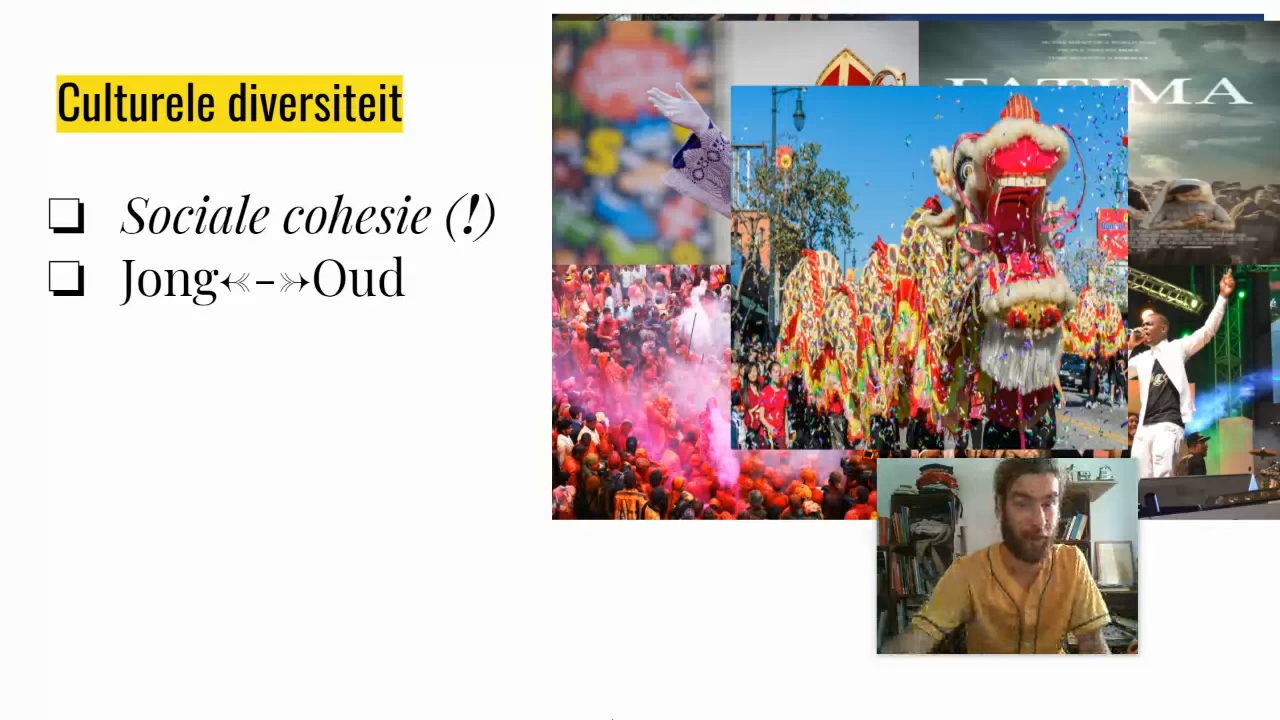 Culturele diversiteit
❏ Sociale cohesie (!)
❏ Jong↢-↣Oud
FATIMA